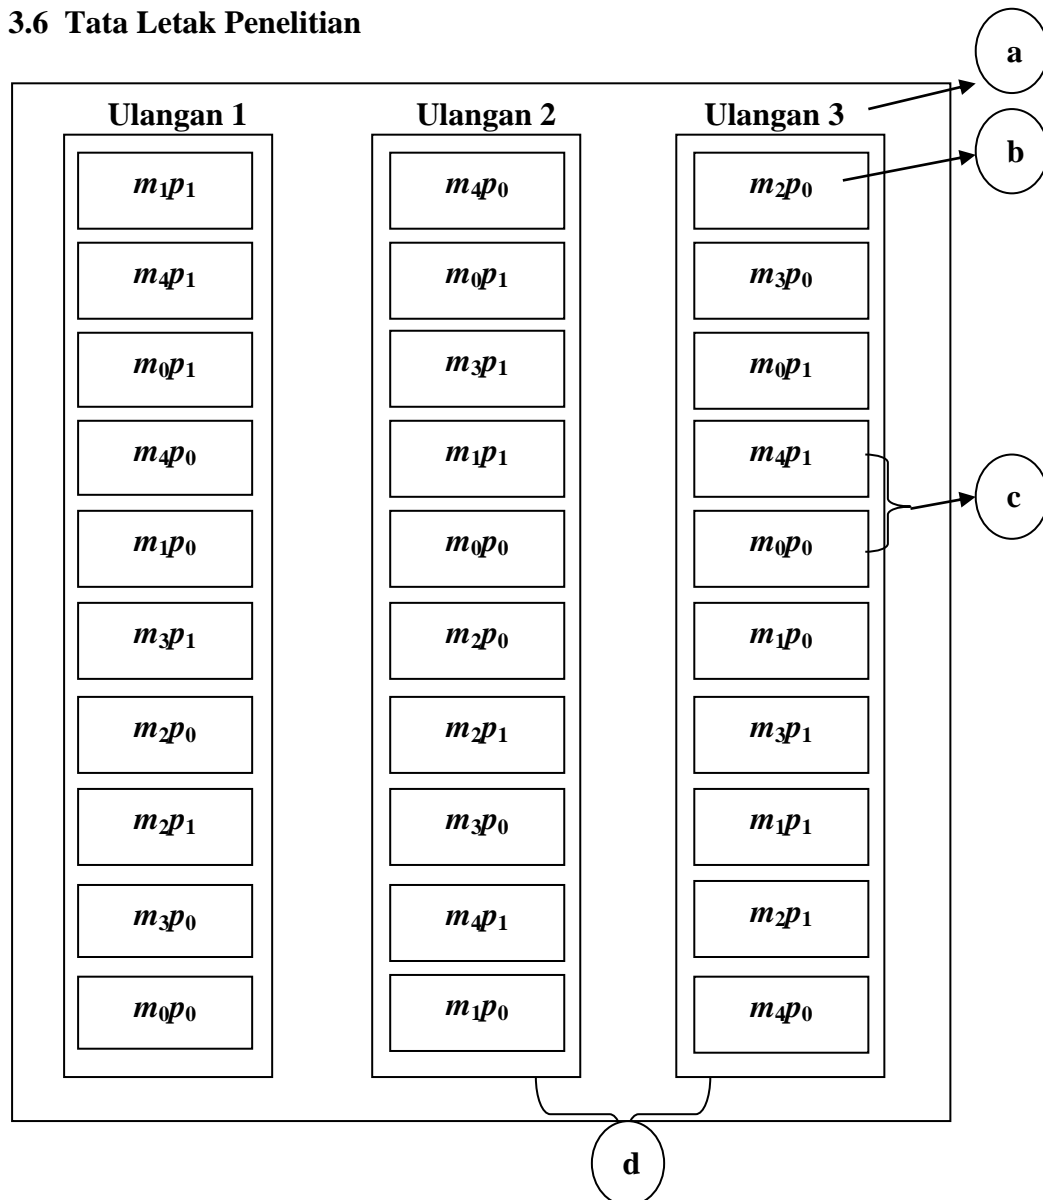 3.6 Tata Letak Penelitian
a
Ulangan 1 Ulangan 2 Ulangan 3
b
m₁p₁ m₄p₀ m₂p₀
m₄p₁ m₀p₁ m₃p₀
m₀p₁ m₃p₁ m₀p₁
m₄p₀ m₁p₁ m₄p₁
c
m₁p₀ m₀p₀ m₀p₀
m₃p₁ m₂p₀ m₁p₀
m₂p₀ m₂p₁ m₃p₁
m₂p₁ m₃p₀ m₁p₁
m₃p₀ m₄p₁ m₂p₁
m₀p₀ m₁p₀ m₄p₀
d